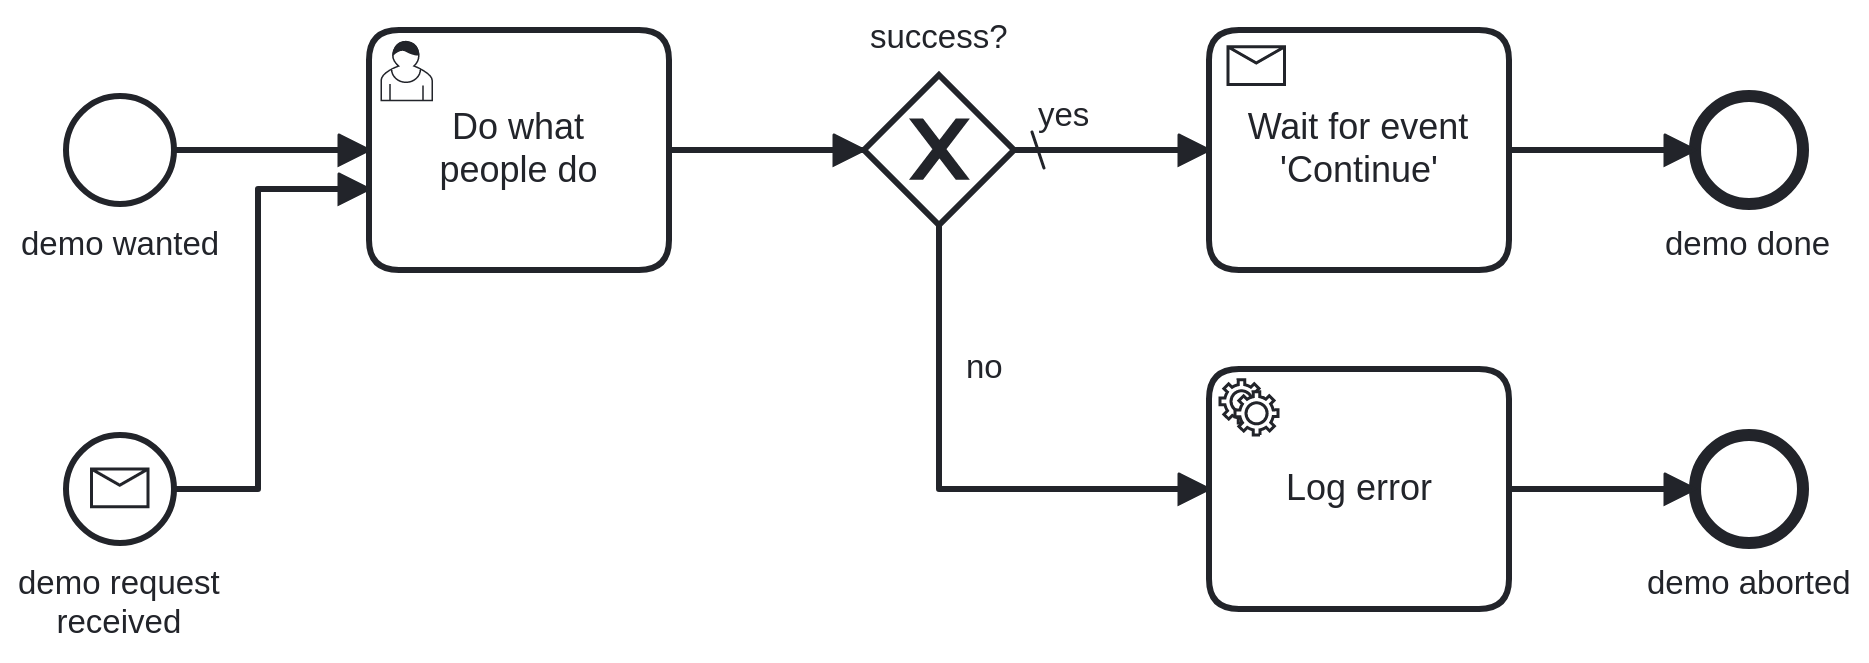 success?
yes
Do what
people do
Wait for event
'Continue'
demo wanted
demo done
no
Log error
demo request
received
demo aborted